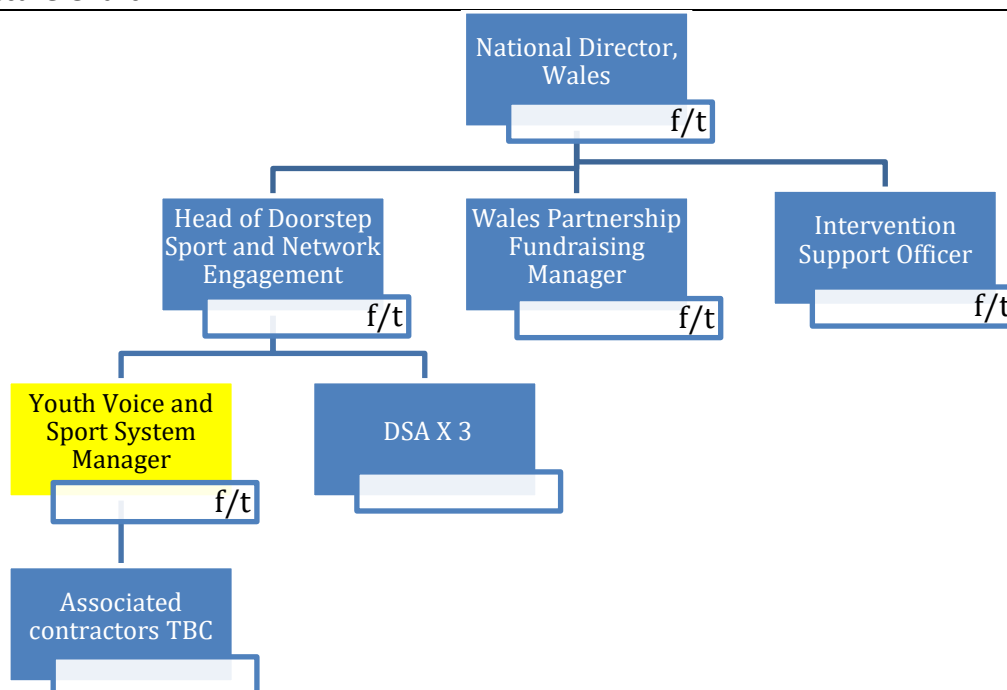 National Director,
Wales
f/t
Head of Doorstep
Sport and Network
Engagement
f/t
Wales Partnership
Fundraising
Manager
f/t
Intervention
Support Officer
f/t
Youth Voice and
Sport System
Manager
f/t
DSA X 3
Associated
contractors TBC